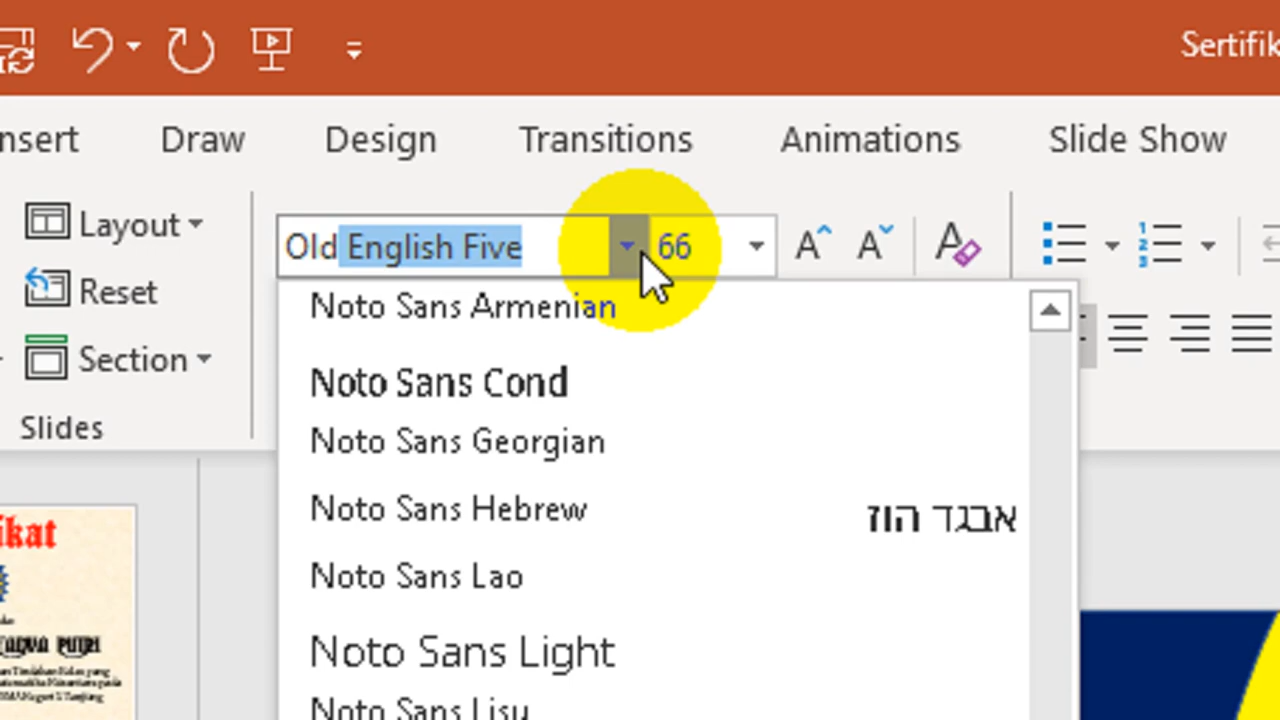 Sertifik
nsert Draw Design Transitions Animations Slide Show
Layout
Old English Five 66
Reset
Section
Slides
Noto Sans Armenian
Noto Sans Cond
Noto Sans Georgian
Noto Sans Hebrew אבגד הוז
Noto Sans Lao
Noto Sans Light
Noto Sans Lisu
ikat
PUTRI